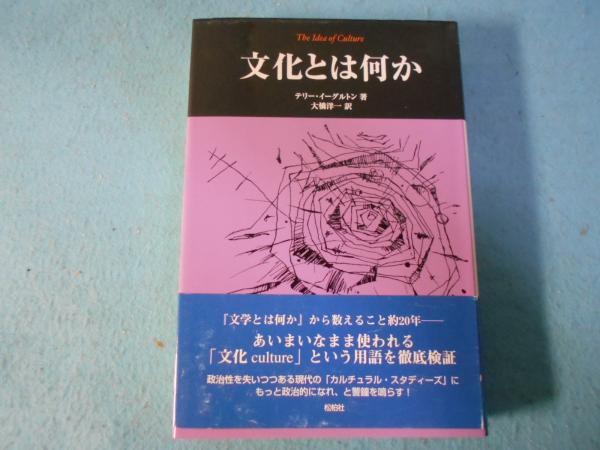 The Idea of Culture
文化とは何か
テリー・イーグルトン 著
大橋洋一 訳
「文学とは何か」から数えること約20年──
あいまいなまま使われる
「文化 culture」という用語を徹底検証
政治性を失いつつある現代の「カルチュラル・スタディーズ」に
もっと政治的になれ、と警鐘を鳴らす！
松柏社